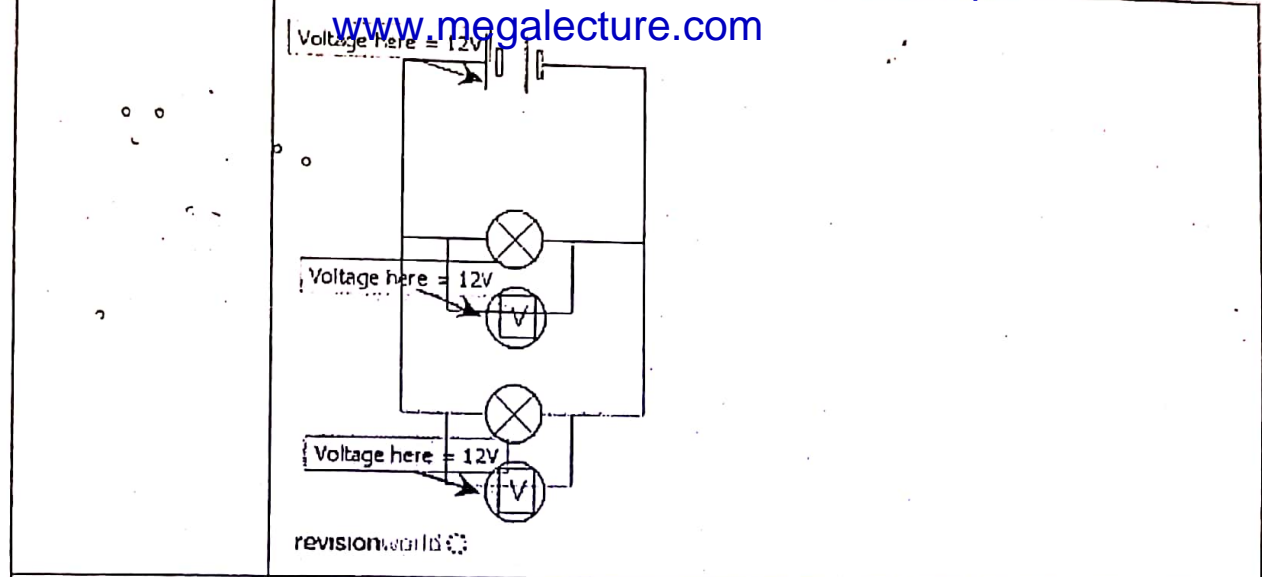 www.megalecture.com
Voltage here = 12V
Voltage here = 12V
V
Voltage here = 12V
V
revisionworld